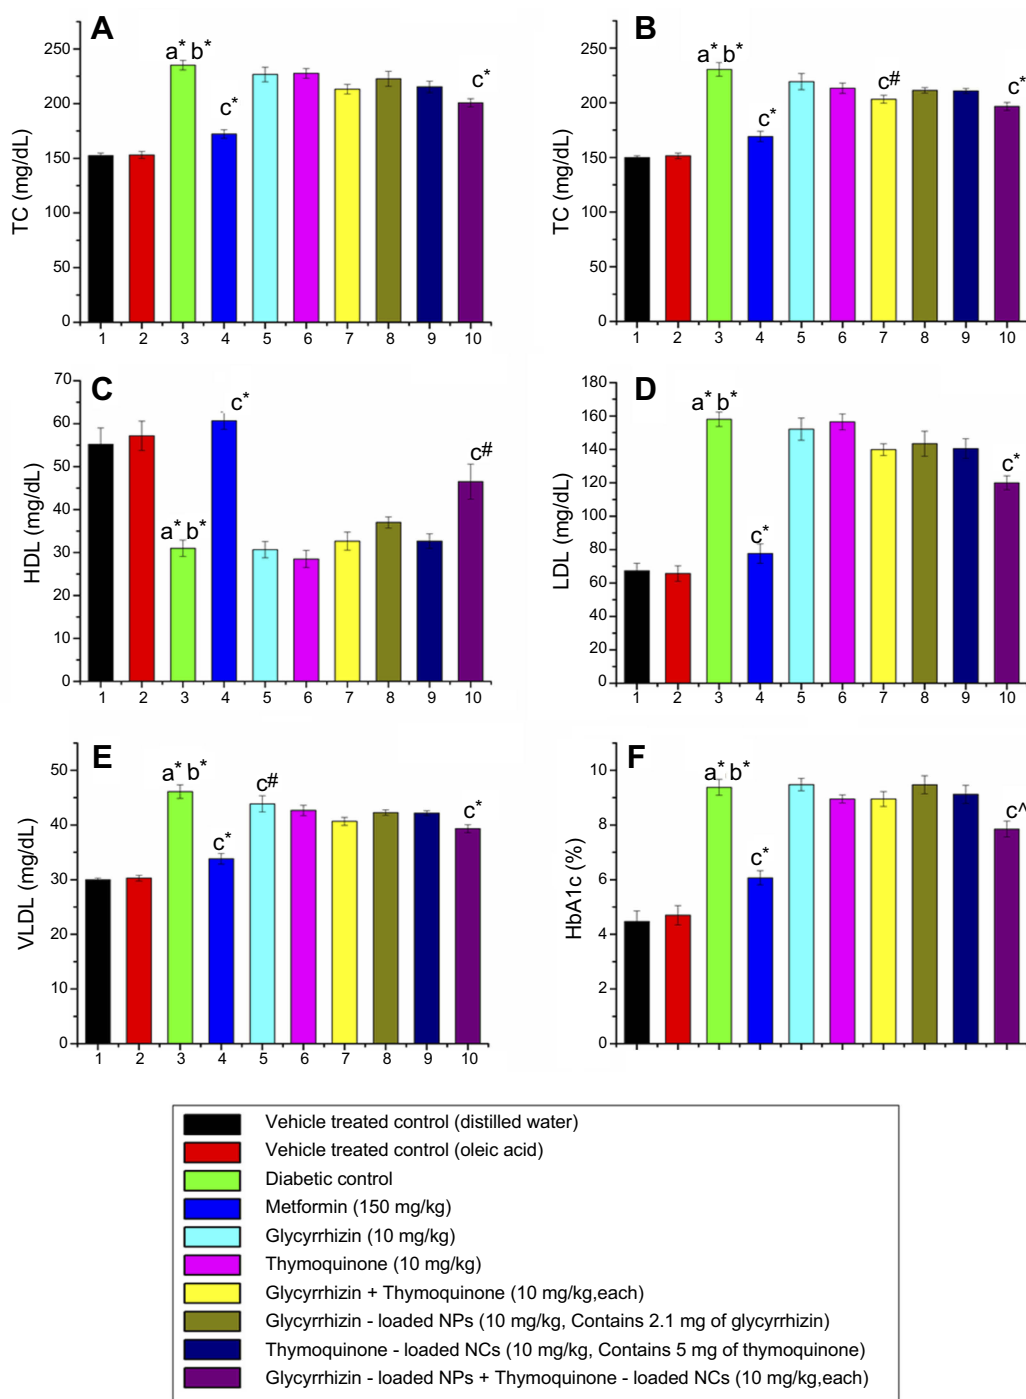 A
B
250
200
150
100
50
0
TC (mg/dL)
a* b*
c*
c*
1 2 3 4 5 6 7 8 9 10
250
200
150
100
50
0
TC (mg/dL)
a* b*
c*
c#
c*
1 2 3 4 5 6 7 8 9 10
C
D
70
60
50
40
30
20
10
0
HDL (mg/dL)
a* b*
c*
c#
1 2 3 4 5 6 7 8 9 10
180
160
140
120
100
80
60
40
20
0
LDL (mg/dL)
a* b*
c*
c*
1 2 3 4 5 6 7 8 9 10
E
F
50
40
30
20
10
0
VLDL (mg/dL)
a* b*
c*
c#
c*
1 2 3 4 5 6 7 8 9 10
10
8
6
4
2
0
HbA1c (%)
a* b*
c*
c^
Vehicle treated control (distilled water)
Vehicle treated control (oleic acid)
Diabetic control
Metformin (150 mg/kg)
Glycyrrhizin (10 mg/kg)
Thymoquinone (10 mg/kg)
Glycyrrhizin + Thymoquinone (10 mg/kg,each)
Glycyrrhizin - loaded NPs (10 mg/kg, Contains 2.1 mg of glycyrrhizin)
Thymoquinone - loaded NCs (10 mg/kg, Contains 5 mg of thymoquinone)
Glycyrrhizin - loaded NPs + Thymoquinone - loaded NCs (10 mg/kg,each)